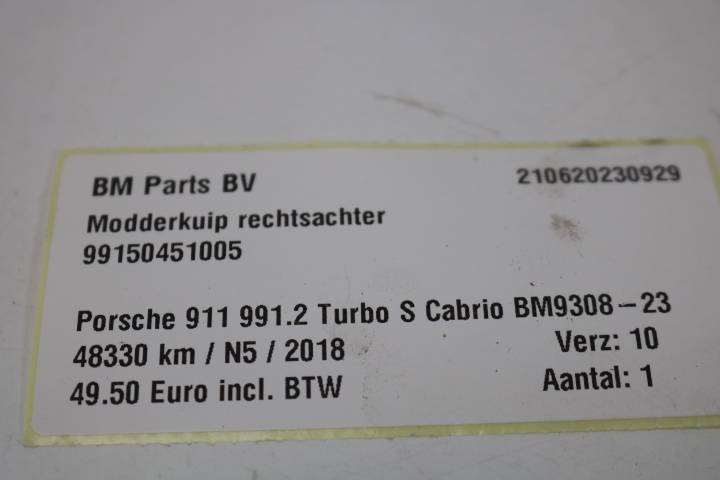 BM Parts BV 210620230929
Modderkuip rechtsachter
99150451005
Porsche 911 991.2 Turbo S Cabrio BM9308-23
48330 km / N5 / 2018 Verz: 10
49.50 Euro incl. BTW Aantal: 1